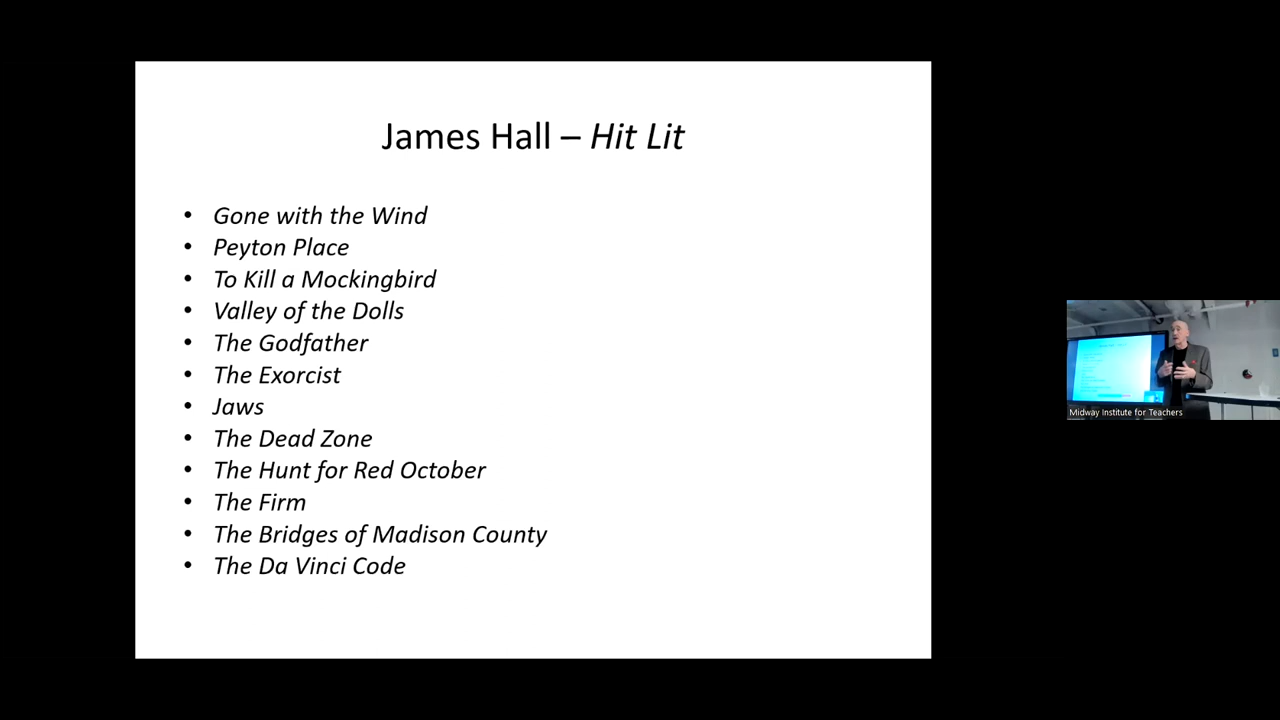 James Hall – Hit Lit
• Gone with the Wind
• Peyton Place
• To Kill a Mockingbird
• Valley of the Dolls
• The Godfather
• The Exorcist
• Jaws
• The Dead Zone
• The Hunt for Red October
• The Firm
• The Bridges of Madison County
• The Da Vinci Code
Midway Institute for Teachers